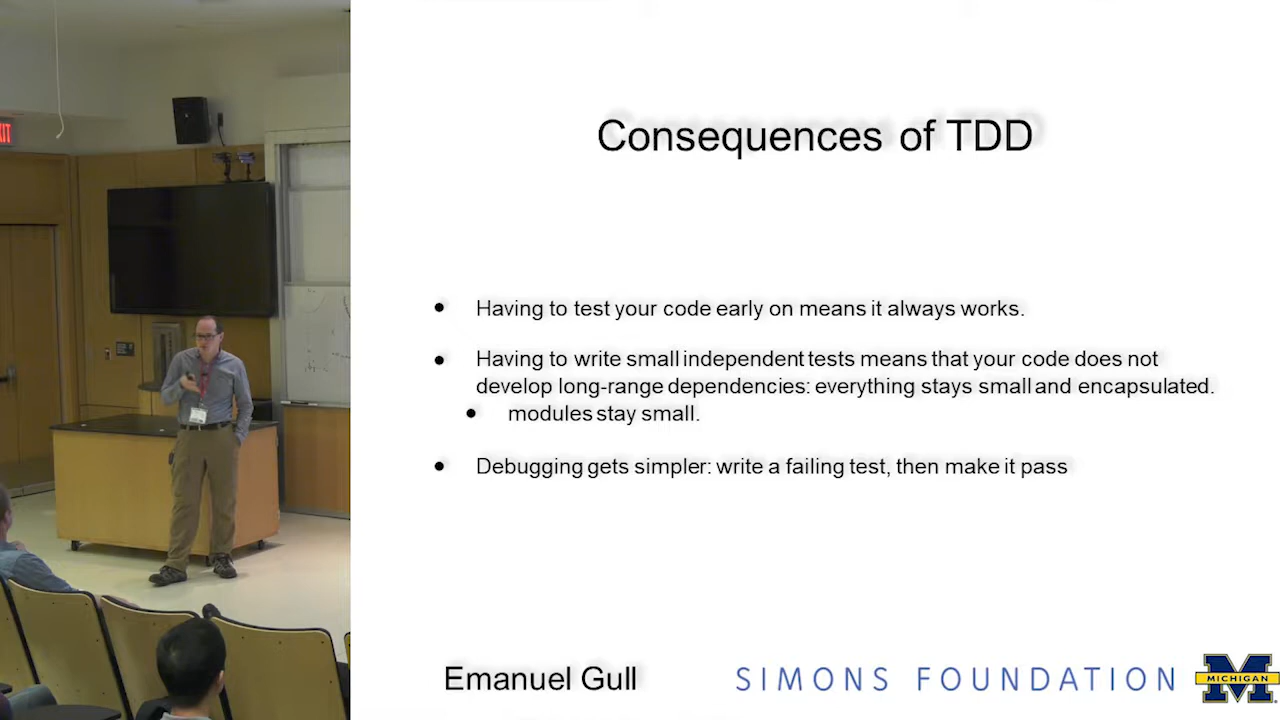 XIT
Consequences of TDD
● Having to test your code early on means it always works.
● Having to write small independent tests means that your code does not
develop long-range dependencies: everything stays small and encapsulated.
● modules stay small.
● Debugging gets simpler: write a failing test, then make it pass
Emanuel Gull
SIMONS FOUNDATION
M
MICHIGAN